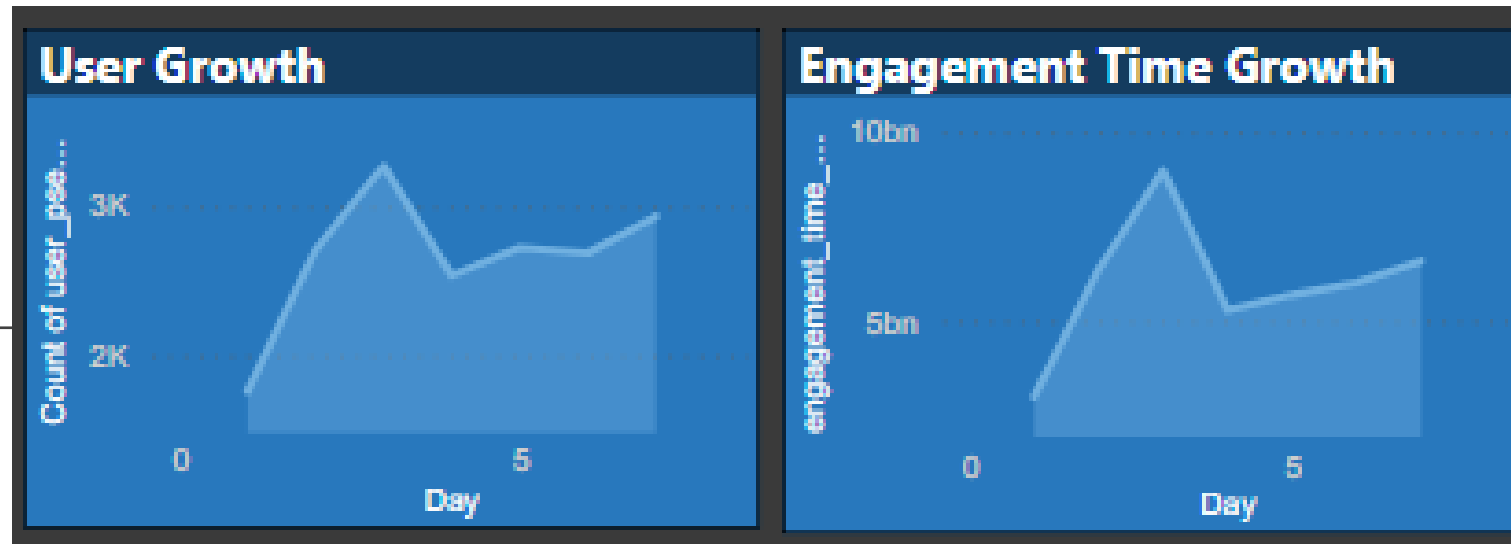 User Growth
Count of user_pse...
3K
2K
0
5
Day
Engagement Time Growth
engagement_time_...
10bn
5bn
0
5
Day